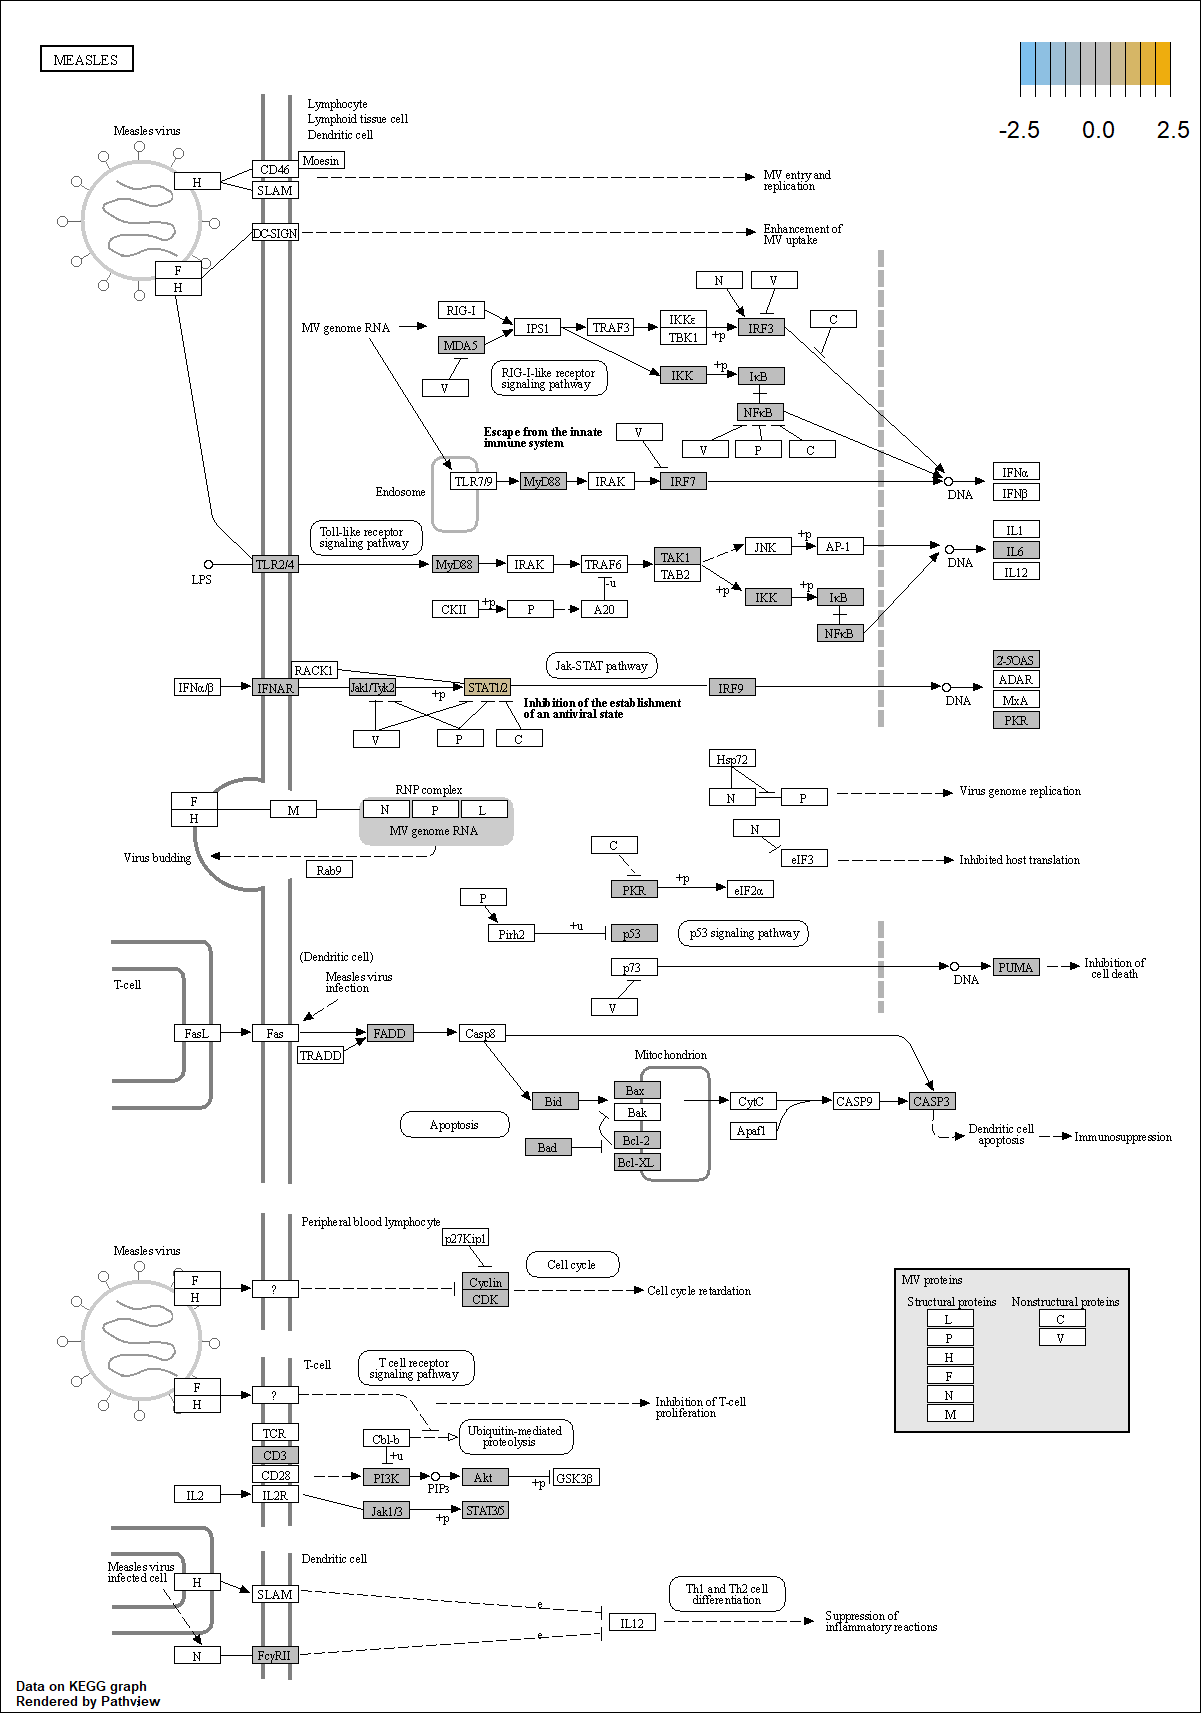 MEASLES
-2.5 0.0 2.5
Lymphocyte
Lymphoid tissue cell
Dendritic cell
Measles virus
H
CD46
Moesin
SLAM
MV entry and
replication
DC-SIGN
Enhancement of
MV uptake
F
H
N
V
MV genome RNA
RIG-I
IPS1
TRAF3
IKKε
TBK1
+p
IRF3
C
MDA5
V
RIG-I-like receptor
signaling pathway
IKK
+p
IκB
NFκB
V
P
C
Escape from the innate
immune system
V
Endosome
TLR7/9
MyD88
IRAK
IRF7
DNA
IFNα
IFNβ
Toll-like receptor
signaling pathway
LPS
TLR2/4
MyD88
IRAK
TRAF6
TAK1
TAB2
JNK
+p
AP-1
DNA
IL1
IL6
IL12
-u
CKII
+p
P
A20
+p
IKK
+p
IκB
NFκB
Jak-STAT pathway
RACK1
IFNα/β
IFNAR
Jak1/Tyk2
+p
STAT1/2
IRF9
DNA
2-5OAS
ADAR
MxA
PKR
Inhibition of the establishment
of an antiviral state
V
P
C
Hsp72
N
P
Virus genome replication
RNP complex
F
H
M
N
P
L
MV genome RNA
Virus budding
Rab9
N
eIF3
Inhibited host translation
C
PKR
+p
eIF2α
P
Pirh2
+u
p53
p53 signaling pathway
p73
V
DNA
PUMA
Inhibition of
cell death
T-cell
(Dendritic cell)
Measles virus
infection
FasL
Fas
TRADD
FADD
Casp8
Mitochondrion
Bid
Bax
Bak
CytC
CASP9
CASP3
Apaf1
Apoptosis
Bad
Bcl-2
Bcl-XL
Dendritic cell
apoptosis
Immunosuppression
Peripheral blood lymphocyte
p27Kip1
Measles virus
F
H
?
Cyclin
CDK
Cell cycle
Cell cycle retardation
MV proteins
Structural proteins
Nonstructural proteins
L
P
H
F
N
M
C
V
T-cell
T cell receptor
signaling pathway
F
H
?
Inhibition of T-cell
proliferation
TCR
CD3
CD28
Cbl-b
+u
Ubiquitin-mediated
proteolysis
PI3K
PIP3
Akt
+p
GSK3β
IL2
IL2R
Jak1/3
+p
STAT3/5
Dendritic cell
Measles virus
infected cell
H
SLAM
e
IL12
Th1 and Th2 cell
differentiation
Suppression of
inflammatory reactions
N
FcγRII
e
Data on KEGG graph
Rendered by Pathview